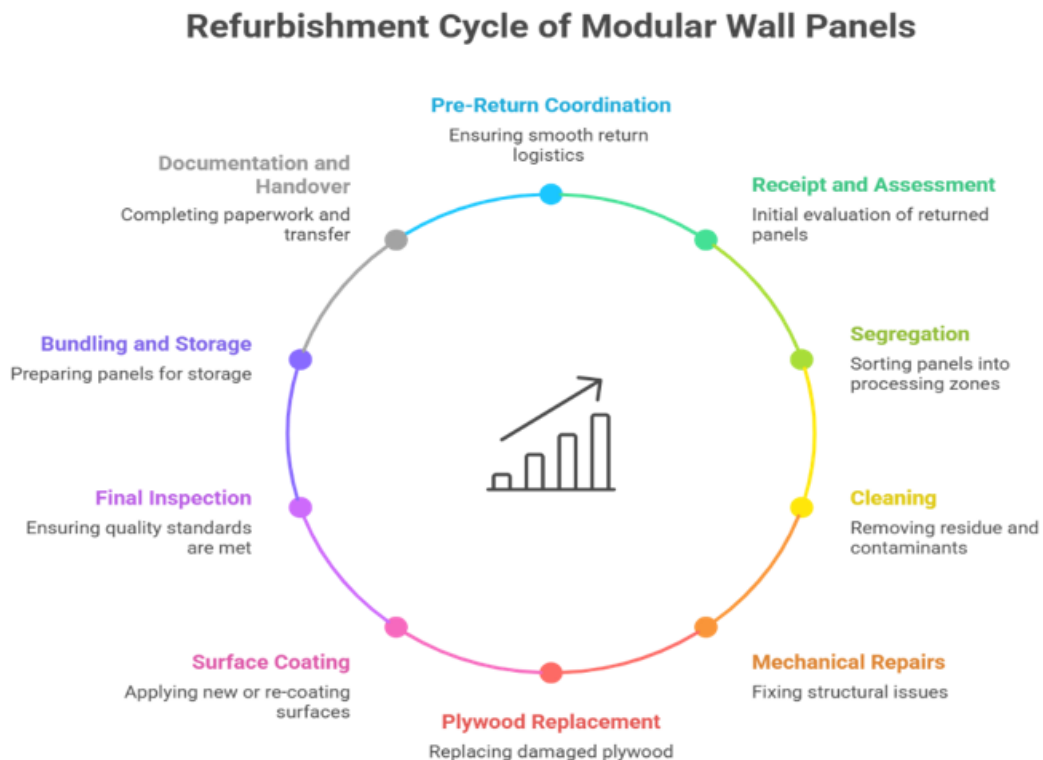 Refurbishment Cycle of Modular Wall Panels
Pre-Return Coordination
Ensuring smooth return
logistics
Receipt and Assessment
Initial evaluation of returned
panels
Segregation
Sorting panels into
processing zones
Cleaning
Removing residue and
contaminants
Mechanical Repairs
Fixing structural issues
Plywood Replacement
Replacing damaged plywood
Surface Coating
Applying new or re-coating
surfaces
Final Inspection
Ensuring quality standards
are met
Bundling and Storage
Preparing panels for storage
Documentation and
Handover
Completing paperwork and
transfer